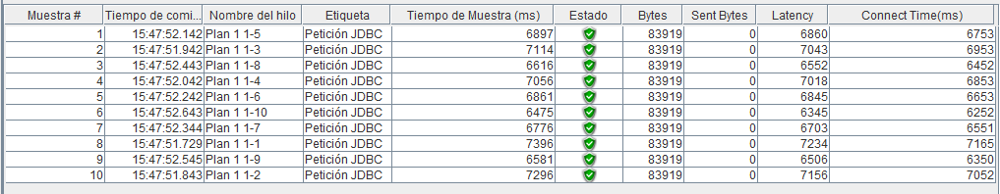 Muestra # Tiempo de comi... Nombre del hilo Etiqueta Tiempo de Muestra (ms) Estado Bytes Sent Bytes Latency Connect Time(ms)
1 15:47:52.142 Plan 1 1-5 Petición JDBC 6897 83919 0 6860 6753
2 15:47:51.942 Plan 1 1-3 Petición JDBC 7114 83919 0 7043 6953
3 15:47:52.443 Plan 1 1-8 Petición JDBC 6616 83919 0 6552 6452
4 15:47:52.042 Plan 1 1-4 Petición JDBC 7056 83919 0 7018 6853
5 15:47:52.242 Plan 1 1-6 Petición JDBC 6861 83919 0 6845 6653
6 15:47:52.643 Plan 1 1-10 Petición JDBC 6475 83919 0 6345 6252
7 15:47:52.344 Plan 1 1-7 Petición JDBC 6776 83919 0 6703 6551
8 15:47:51.729 Plan 1 1-1 Petición JDBC 7396 83919 0 7234 7165
9 15:47:52.545 Plan 1 1-9 Petición JDBC 6581 83919 0 6506 6350
10 15:47:51.843 Plan 1 1-2 Petición JDBC 7296 83919 0 7156 7052